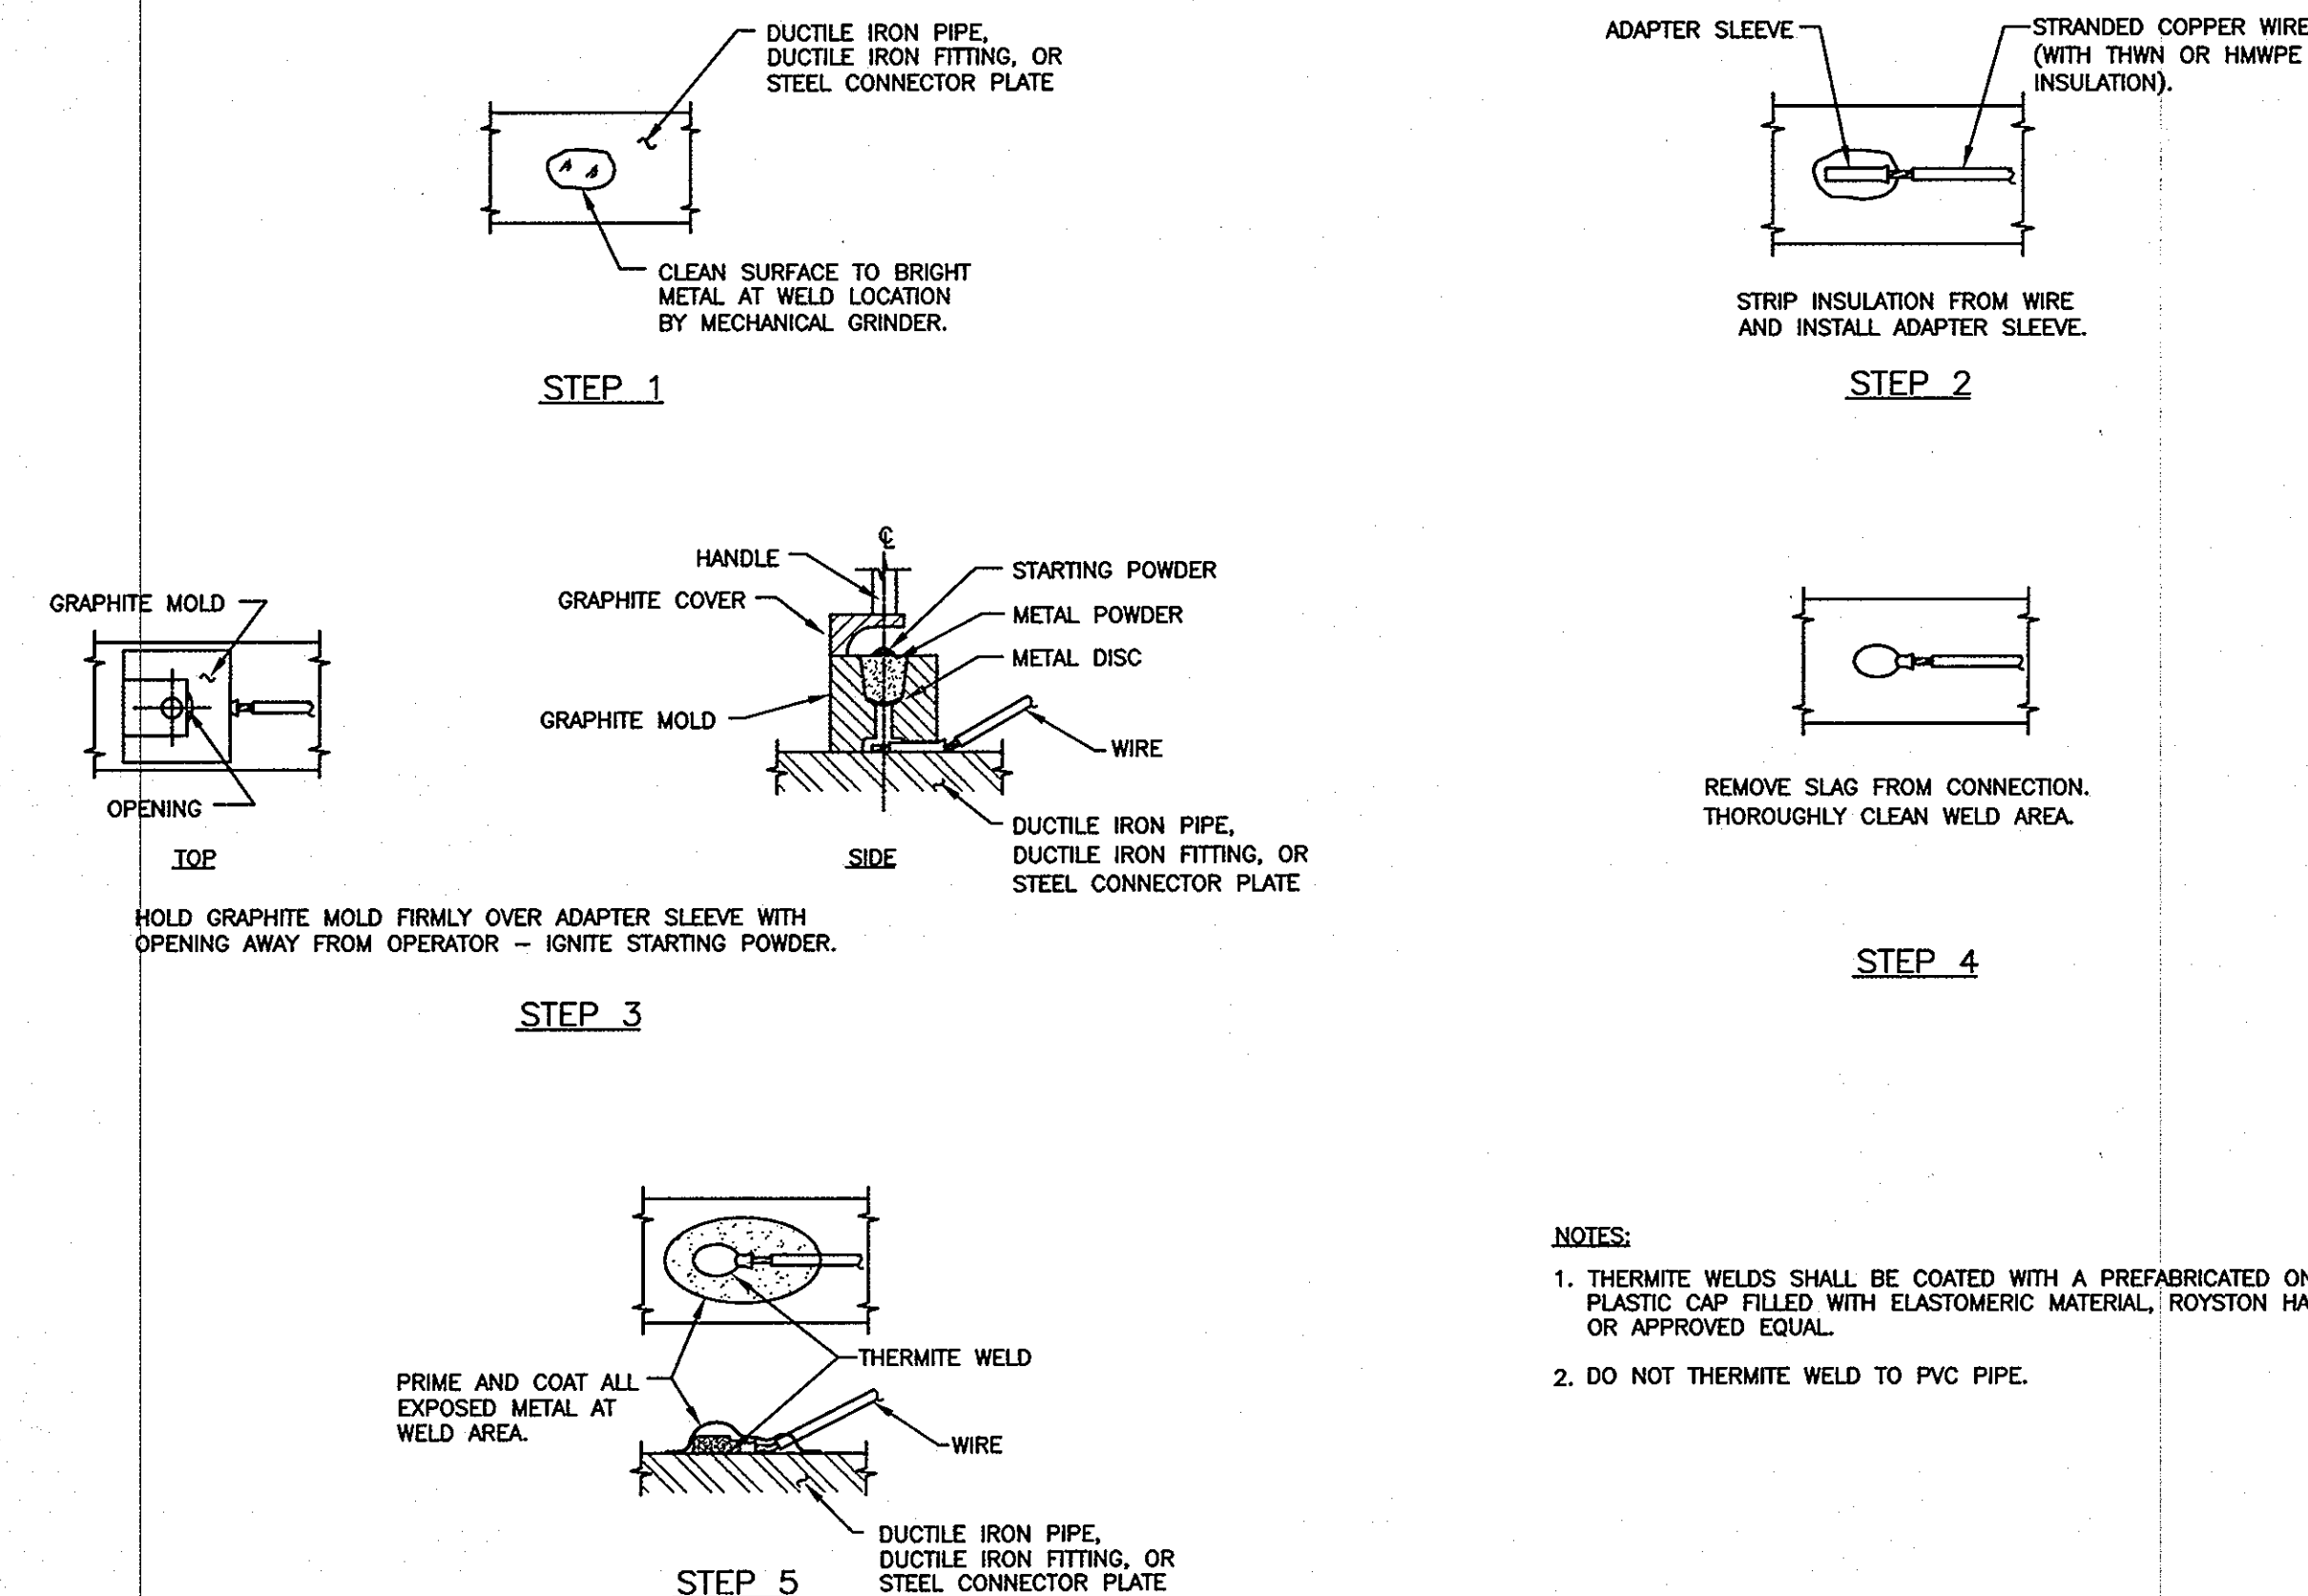 DUCTILE IRON PIPE,
DUCTILE IRON FITTING, OR
STEEL CONNECTOR PLATE
CLEAN SURFACE TO BRIGHT
METAL AT WELD LOCATION
BY MECHANICAL GRINDER.
STEP 1
ADAPTER SLEEVE
STRANDED COPPER WIRE
(WITH THWN OR HMWPE
INSULATION).
STRIP INSULATION FROM WIRE
AND INSTALL ADAPTER SLEEVE.
STEP 2
GRAPHITE MOLD
OPENING
TOP
HANDLE
GRAPHITE COVER
GRAPHITE MOLD
STARTING POWDER
METAL POWDER
METAL DISC
WIRE
DUCTILE IRON PIPE,
DUCTILE IRON FITTING, OR
STEEL CONNECTOR PLATE
SIDE
HOLD GRAPHITE MOLD FIRMLY OVER ADAPTER SLEEVE WITH
OPENING AWAY FROM OPERATOR – IGNITE STARTING POWDER.
STEP 3
REMOVE SLAG FROM CONNECTION.
THOROUGHLY CLEAN WELD AREA.
STEP 4
THERMITE WELD
PRIME AND COAT ALL
EXPOSED METAL AT
WELD AREA.
WIRE
DUCTILE IRON PIPE,
DUCTILE IRON FITTING, OR
STEEL CONNECTOR PLATE
STEP 5
NOTES:
1. THERMITE WELDS SHALL BE COATED WITH A PREFABRICATED
PLASTIC CAP FILLED WITH ELASTOMERIC MATERIAL, ROYSTON
OR APPROVED EQUAL.
2. DO NOT THERMITE WELD TO PVC PIPE.